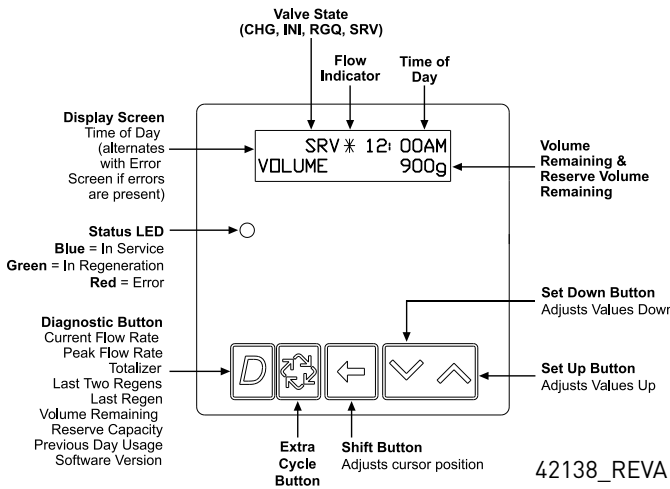 Valve State
(CHG, INI, RGQ, SRV)
Flow
Indicator
Time of
Day
Display Screen
Time of Day
(alternates
with Error
Screen if errors
are present)
SRV * 12: 00AM
VOLUME 900g
Volume
Remaining &
Reserve Volume
Remaining
Status LED
Blue = In Service
Green = In Regeneration
Red = Error
Set Down Button
Adjusts Values Down
Diagnostic Button
Current Flow Rate
Peak Flow Rate
Totalizer
Last Two Regens
Last Regen
Volume Remaining
Reserve Capacity
Previous Day Usage
Software Version
D
Set Up Button
Adjusts Values Up
Extra
Cycle
Button
Shift Button
Adjusts cursor position
42138_REVA